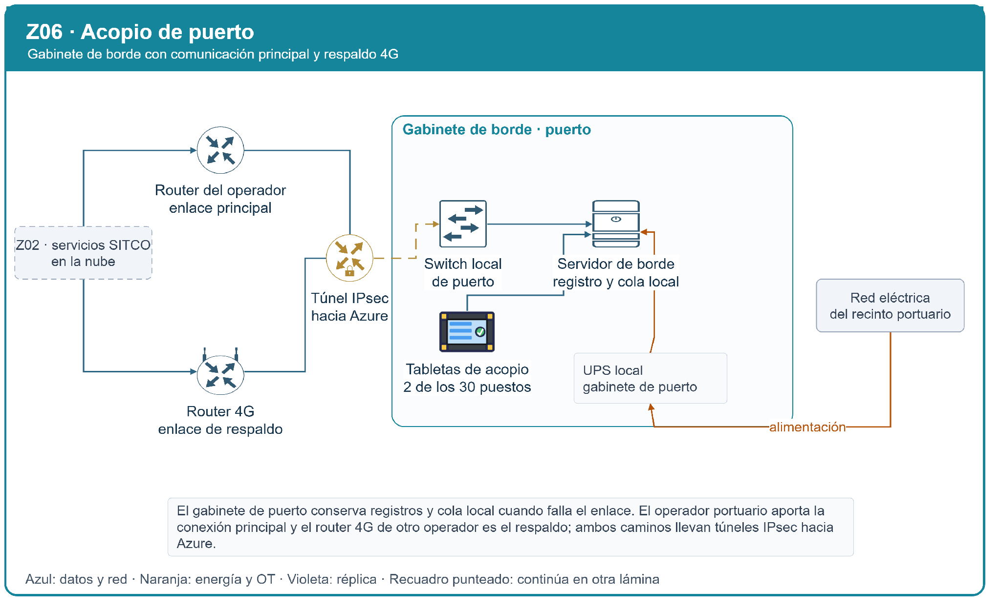 Z06 · Acopio de puerto
Gabinete de borde con comunicación principal y respaldo 4G
Gabinete de borde · puerto
Router del operador
enlace principal
Z02 · servicios SITCO
en la nube
Túnel IPsec
hacia Azure
Switch local
de puerto
Servidor de borde
registro y cola local
Red eléctrica
del recinto portuario
Tabletas de acopio
2 de los 30 puestos
UPS local
gabinete de puerto
Router 4G
enlace de respaldo
alimentación
El gabinete de puerto conserva registros y cola local cuando falla el enlace. El operador portuario aporta la
conexión principal y el router 4G de otro operador es el respaldo; ambos caminos llevan túneles IPsec hacia
Azure.
Azul: datos y red · Naranja: energía y OT · Violeta: réplica · Recuadro punteado: continúa en otra lámina